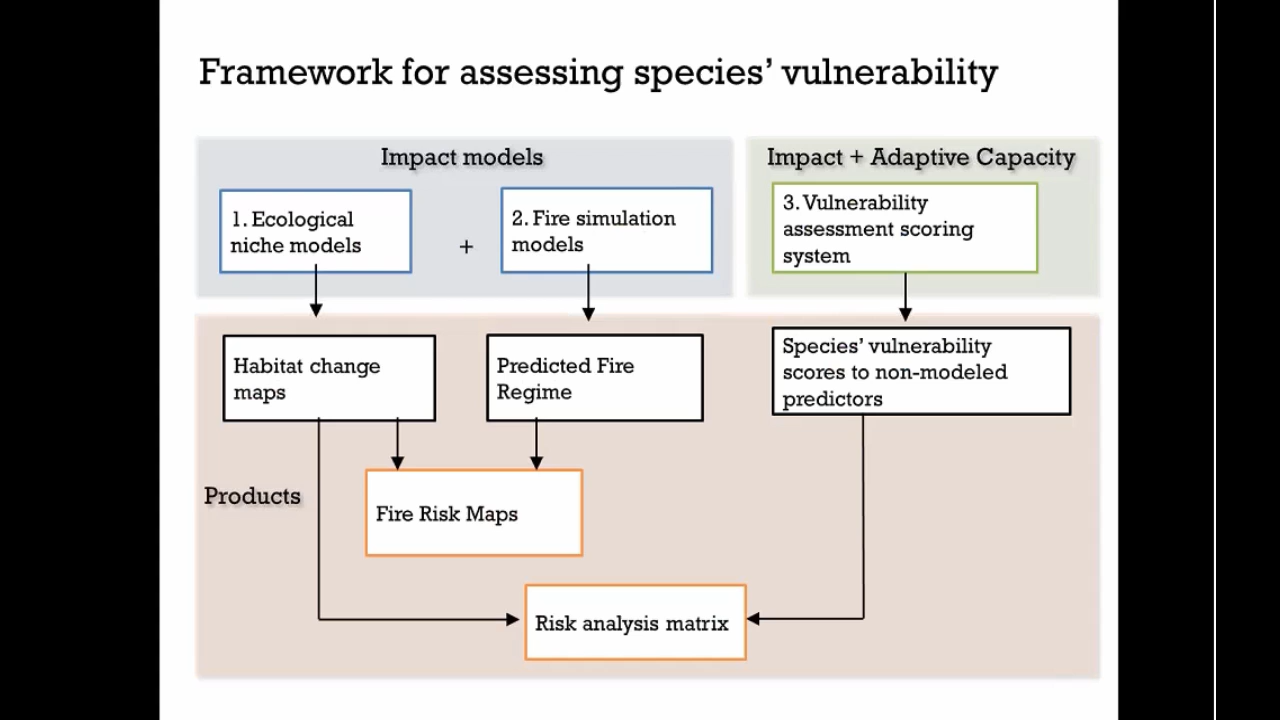 Framework for assessing species’ vulnerability
Impact models
Impact + Adaptive Capacity
1. Ecological
niche models
+
2. Fire simulation
models
3. Vulnerability
assessment scoring
system
Habitat change
maps
Predicted Fire
Regime
Species’ vulnerability
scores to non-modeled
predictors
Products
Fire Risk Maps
Risk analysis matrix